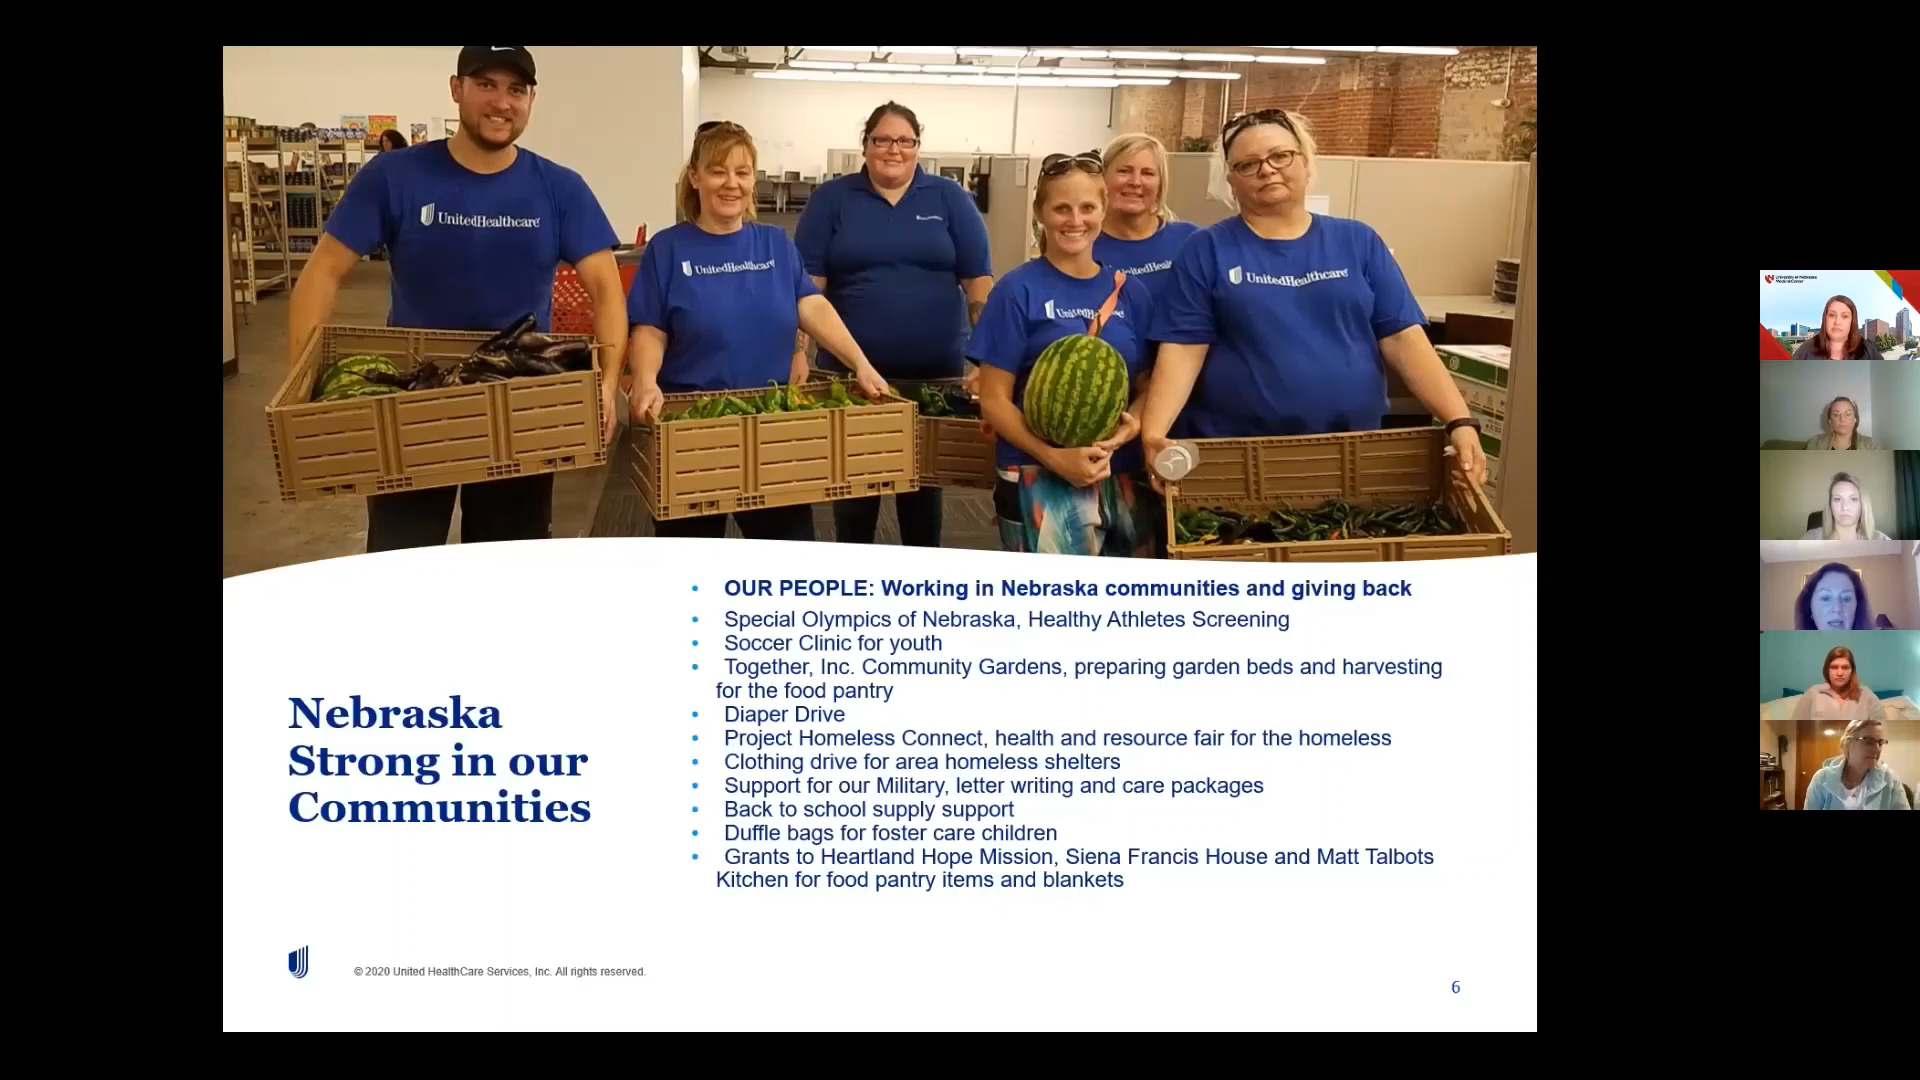 UnitedHealthcare
UnitedHealthcare
UnitedHealthcare
University of Nebraska
Medical Center
• OUR PEOPLE: Working in Nebraska communities and giving back
• Special Olympics of Nebraska, Healthy Athletes Screening
• Soccer Clinic for youth
• Together, Inc. Community Gardens, preparing garden beds and harvesting
for the food pantry
• Diaper Drive
• Project Homeless Connect, health and resource fair for the homeless
• Clothing drive for area homeless shelters
• Support for our Military, letter writing and care packages
• Back to school supply support
• Duffle bags for foster care children
• Grants to Heartland Hope Mission, Siena Francis House and Matt Talbots
Kitchen for food pantry items and blankets
Nebraska
Strong in our
Communities
© 2020 United HealthCare Services, Inc. All rights reserved.
6